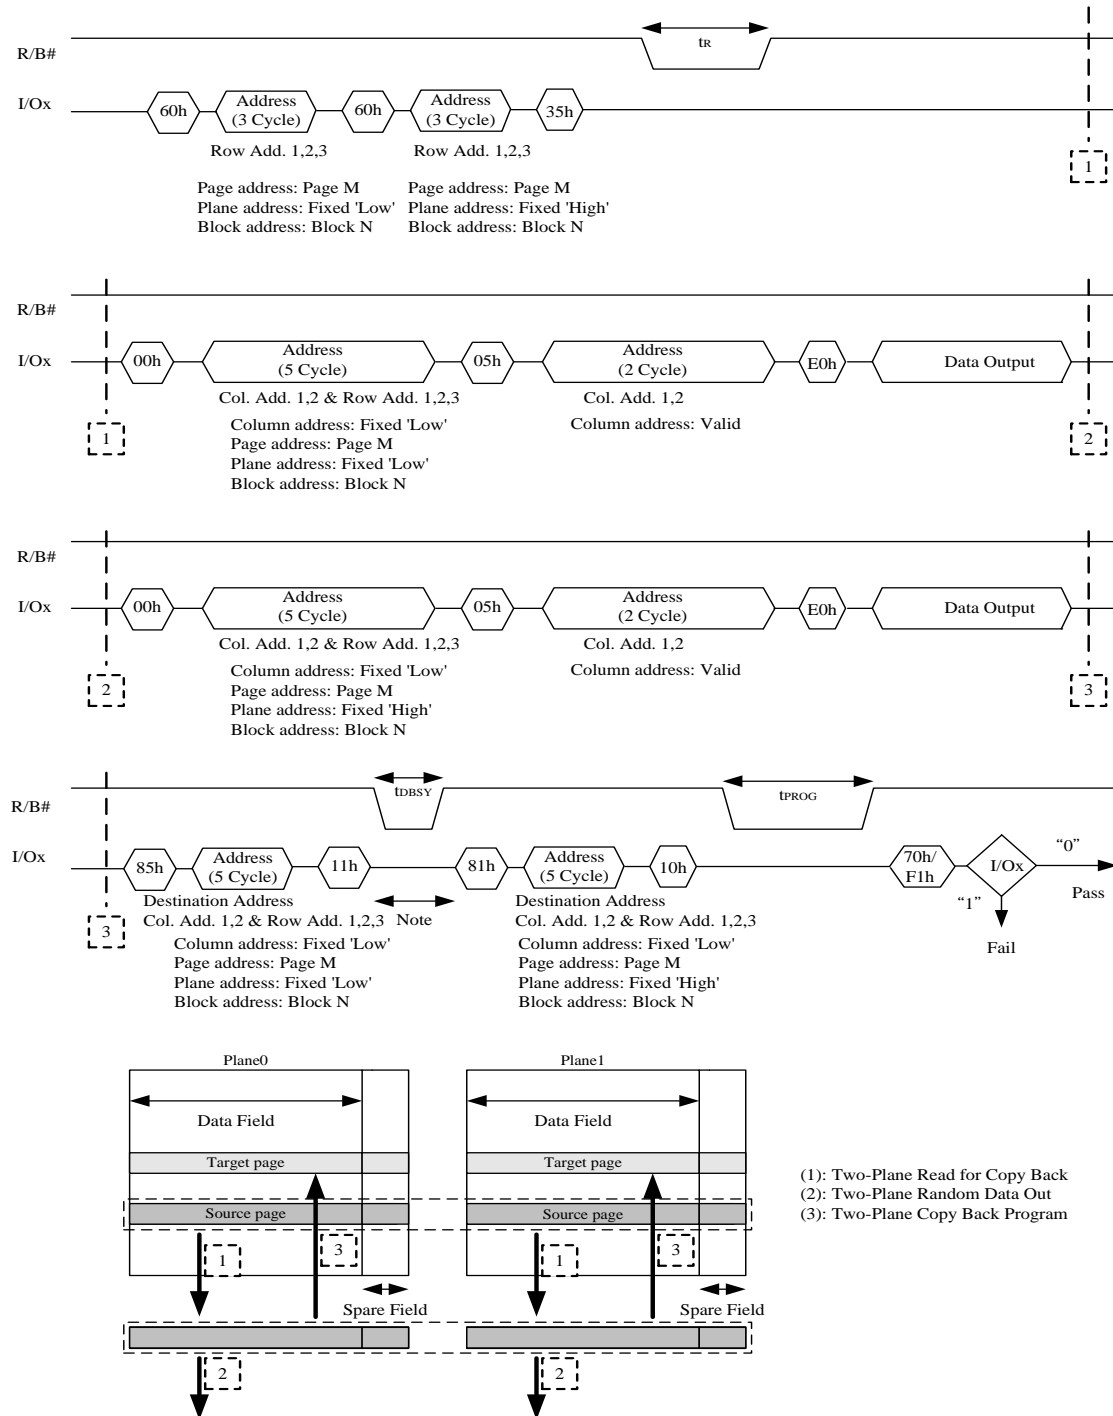 tR
R/B#
I/Ox
60h
Address
(3 Cycle)
60h
Address
(3 Cycle)
35h
Row Add. 1,2,3
Row Add. 1,2,3
1
Page address: Page M
Plane address: Fixed 'Low'
Block address: Block N
Page address: Page M
Plane address: Fixed 'High'
Block address: Block N
R/B#
I/Ox
00h
Address
(5 Cycle)
05h
Address
(2 Cycle)
E0h
Data Output
Col. Add. 1,2 & Row Add. 1,2,3
Col. Add. 1,2
Column address: Fixed 'Low'
Page address: Page M
Plane address: Fixed 'Low'
Block address: Block N
Column address: Valid
1
2
R/B#
I/Ox
00h
Address
(5 Cycle)
05h
Address
(2 Cycle)
E0h
Data Output
Col. Add. 1,2 & Row Add. 1,2,3
Col. Add. 1,2
Column address: Fixed 'Low'
Page address: Page M
Plane address: Fixed 'High'
Block address: Block N
Column address: Valid
2
3
R/B#
tDBSY
tPROG
I/Ox
85h
Address
(5 Cycle)
11h
81h
Address
(5 Cycle)
10h
70h/
F1h
I/Ox
“0”
Pass
“1”
Fail
Destination Address
Col. Add. 1,2 & Row Add. 1,2,3
Note
Destination Address
Col. Add. 1,2 & Row Add. 1,2,3
3
Column address: Fixed 'Low'
Page address: Page M
Plane address: Fixed 'Low'
Block address: Block N
Column address: Fixed 'Low'
Page address: Page M
Plane address: Fixed 'High'
Block address: Block N
Plane0
Plane1
Data Field
Data Field
Target page
Target page
Source page
Source page
1
3
1
3
Spare Field
Spare Field
2
2
(1): Two-Plane Read for Copy Back
(2): Two-Plane Random Data Out
(3): Two-Plane Copy Back Program